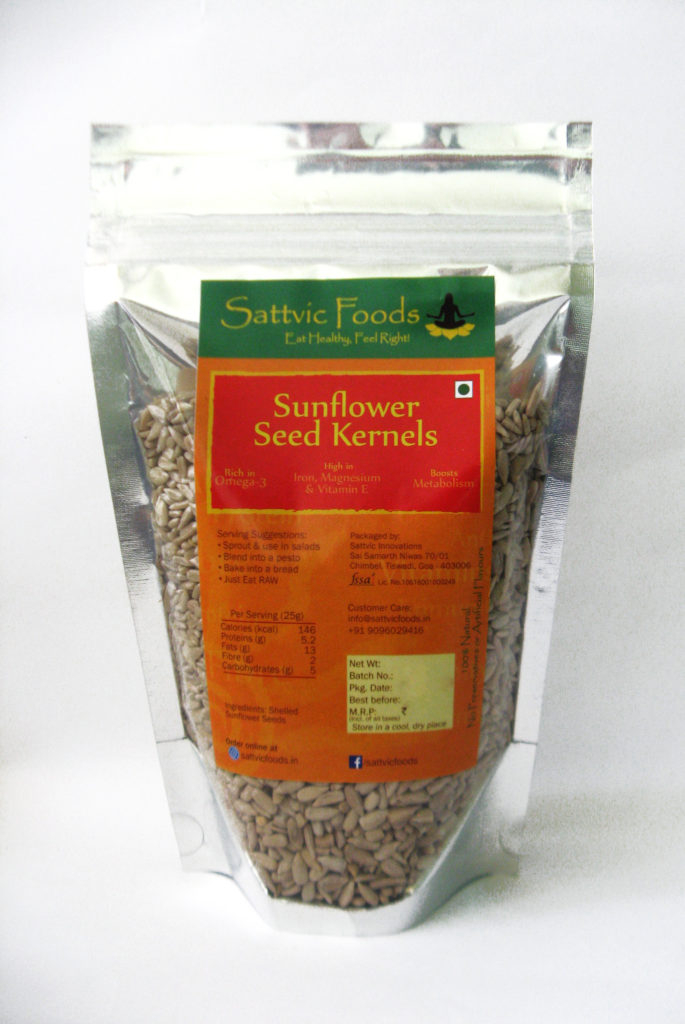 Sattvic Foods
Eat Healthy, Feel Right!
Sunflower
Seed Kernels
Rich in
Omega-3
High in
Iron, Magnesium
& Vitamin E
Boosts
Metabolism
Serving Suggestions:
• Sprout & use in salads
• Blend into a pesto
• Bake into a bread
• Just Eat RAW
Packaged by:
Sattvic Innovations
Sai Samarth Niwas 70/01
Chimbel, Tiswadi, Goa - 403006
fssai Lic. No.
Customer Care:
info@sattvicfoods.in
+91 9096029416
Per Serving (25g)
Calories (kcal) 146
Proteins (g) 5.2
Fats (g) 13
Fibre (g) 2
Carbohydrates (g) 5
Net Wt:
Batch No.:
Pkg. Date:
Best before:
M.R.P: ₹
(incl. of all taxes)
Store in a cool, dry place
100% Natural
No Preservatives or Artificial Flavours
Ingredients: Shelled
Sunflower Seeds
Order online at
sattvicfoods.in
/sattvicfoods